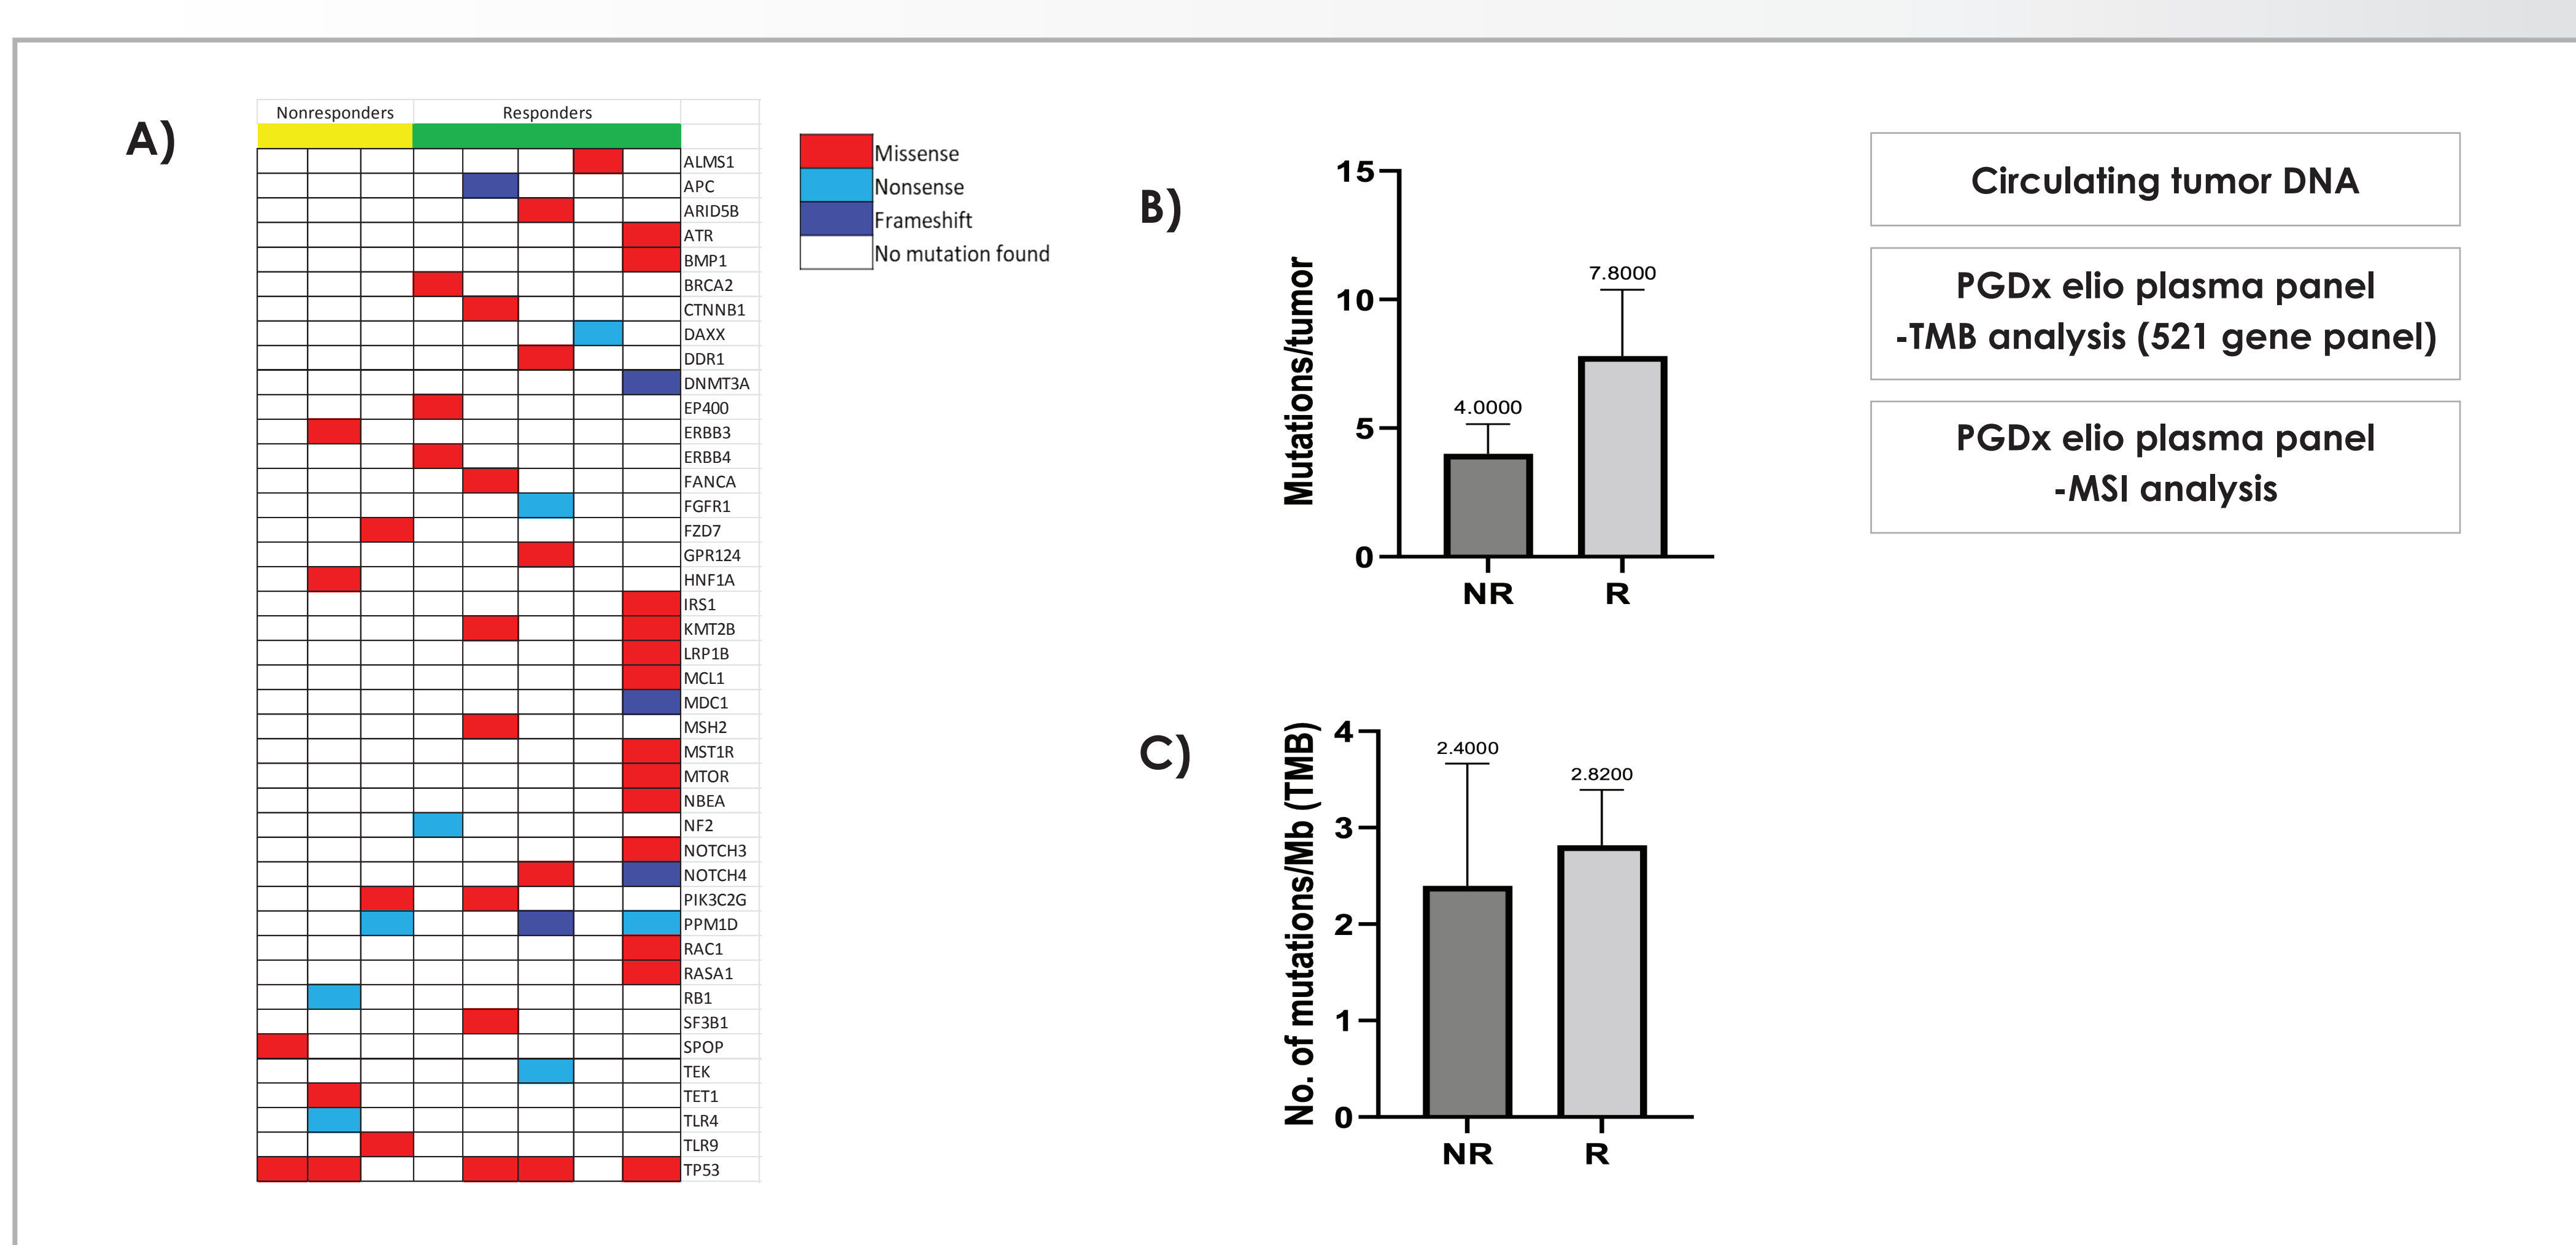 A)
Nonresponders
Responders
ALMS1
APC
ARID5B
ATR
BMP1
BRCA2
CTNNB1
DAXX
DDR1
DNMT3A
EP400
ERBB3
ERBB4
FANCA
FGFR1
FZD7
GPR124
HNF1A
IRS1
KMT2B
LRP1B
MCL1
MDC1
MSH2
MST1R
MTOR
NBEA
NF2
NOTCH3
NOTCH4
PIK3C2G
PPM1D
RAC1
RASA1
RB1
SF3B1
SPOP
TEK
TET1
TLR4
TLR9
TP53
Missense
Nonsense
Frameshift
No mutation found
B)
Mutations/tumor
15
10
5
0
4.0000
7.8000
NR
R
C)
No. of mutations/Mb (TMB)
4
3
2
1
0
2.4000
2.8200
NR
R
Circulating tumor DNA
PGDx elio plasma panel
-TMB analysis (521 gene panel)
PGDx elio plasma panel
-MSI analysis